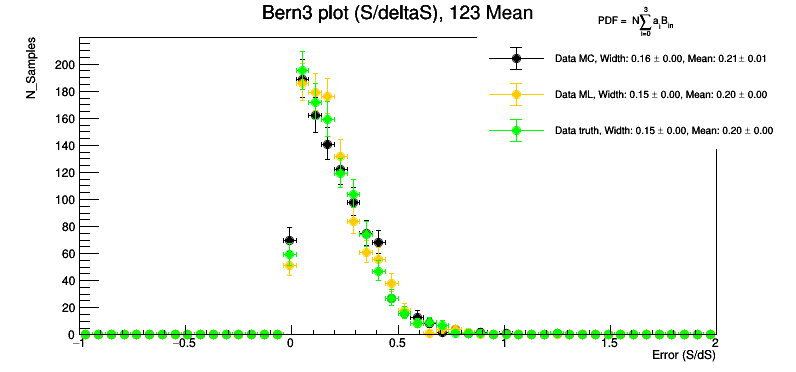 Bern3 plot (S/deltaS), 123 Mean
PDF = N∑ aᵢBᵢₙ
3
i=0
Data MC, Width: 0.16 ± 0.00, Mean: 0.21 ± 0.01
Data ML, Width: 0.15 ± 0.00, Mean: 0.20 ± 0.00
Data truth, Width: 0.15 ± 0.00, Mean: 0.20 ± 0.00
N_Samples
200
180
160
140
120
100
80
60
40
20
0
−1 −0.5 0 0.5 1 1.5 2
Error (S/dS)